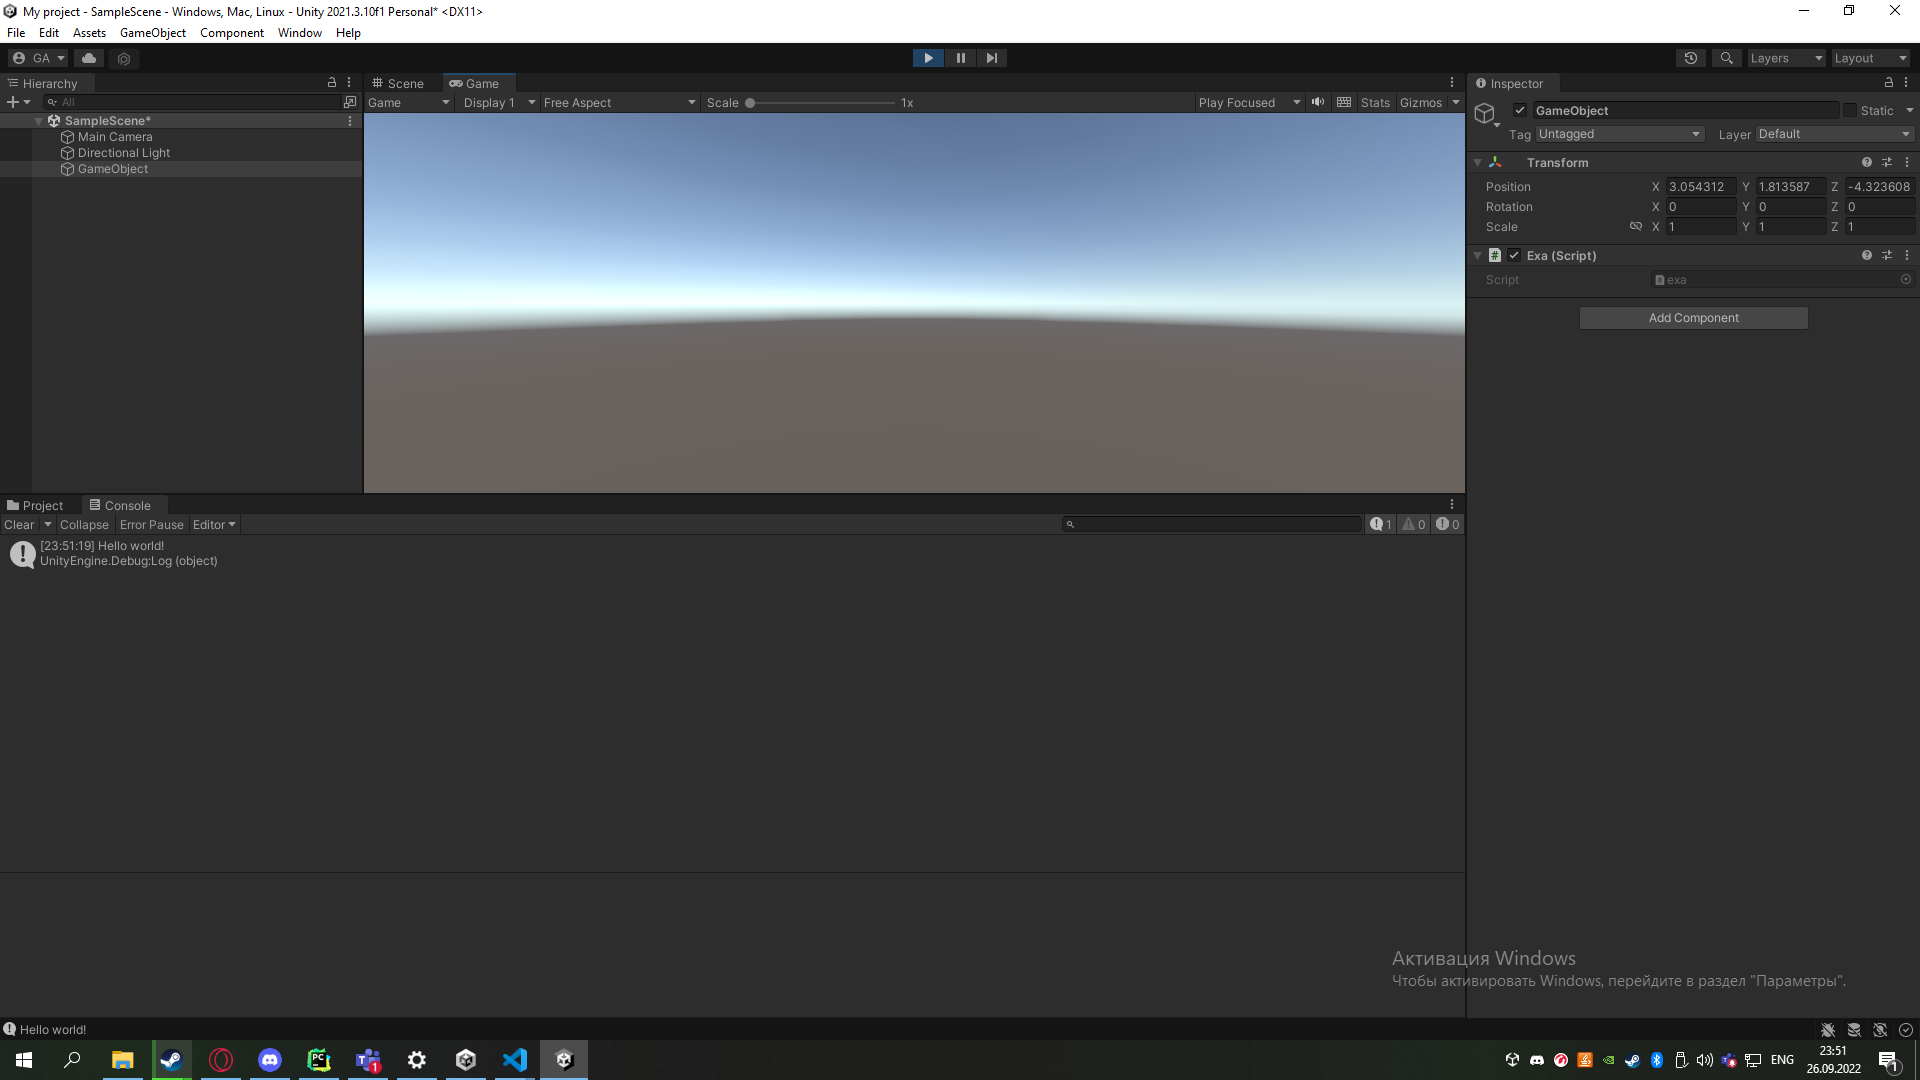 My project - SampleScene - Windows, Mac, Linux - Unity 2021.3.10f1 Personal* <DX11>
File Edit Assets GameObject Component Window Help
GA
Layers Layout
Hierarchy
All
SampleScene*
Main Camera
Directional Light
GameObject
Scene Game
Game Display 1 Free Aspect Scale 1x Play Focused Stats Gizmos
Inspector
GameObject Static
Tag Untagged Layer Default
Transform
Position X 3.054312 Y 1.813587 Z -4.323608
Rotation X 0 Y 0 Z 0
Scale X 1 Y 1 Z 1
# Exa (Script)
Script exa
Add Component
Project Console
Clear Collapse Error Pause Editor 1 0 0
[23:51:19] Hello world!
UnityEngine.Debug:Log (object)
Активация Windows
Чтобы активировать Windows, перейдите в раздел "Параметры".
Hello world!
PC T 1 ENG 23:51
26.09.2022 1